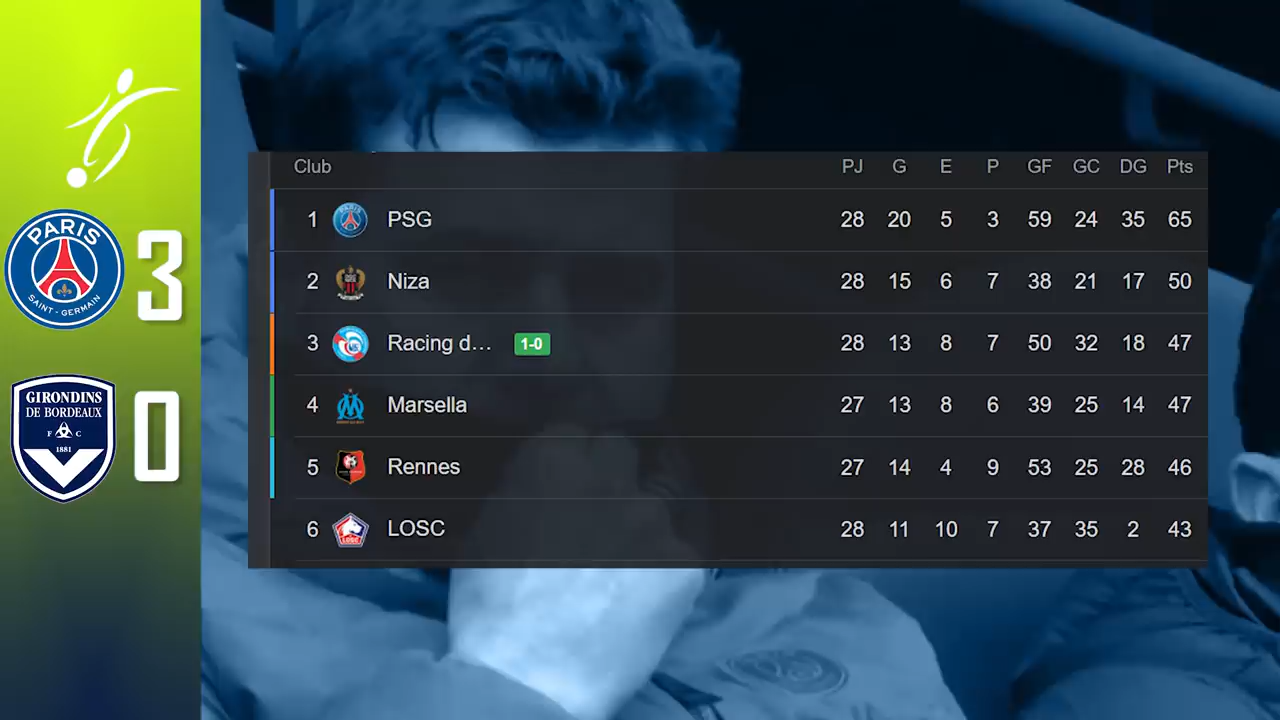 PARIS
SAINT-GERMAIN
3
GIRONDINS
DE BORDEAUX
F C
1881
0
Club PJ G E P GF GC DG Pts
1 PSG 28 20 5 3 59 24 35 65
2 Niza 28 15 6 7 38 21 17 50
3 Racing d... 1-0 28 13 8 7 50 32 18 47
4 Marsella 27 13 8 6 39 25 14 47
5 Rennes 27 14 4 9 53 25 28 46
6 LOSC 28 11 10 7 37 35 2 43